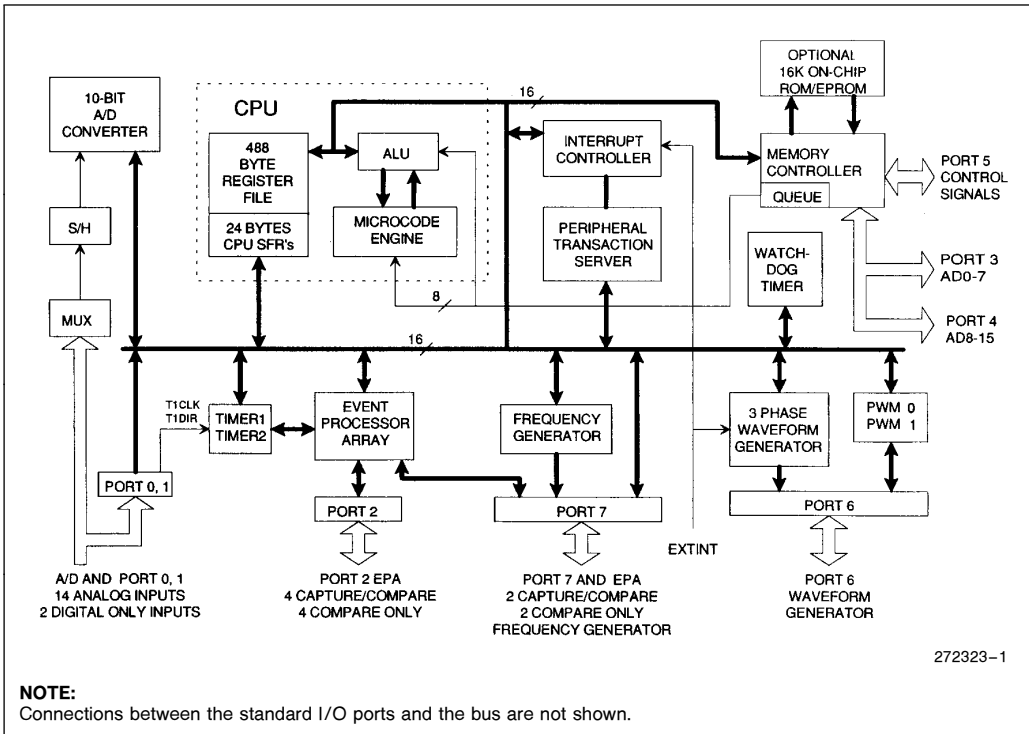 OPTIONAL
16K ON-CHIP
ROM/EPROM
10-BIT
A/D
CONVERTER
CPU
16
488
BYTE
REGISTER
FILE
24 BYTES
CPU SFR's
ALU
MICROCODE
ENGINE
INTERRUPT
CONTROLLER
PERIPHERAL
TRANSACTION
SERVER
MEMORY
CONTROLLER
QUEUE
PORT 5
CONTROL
SIGNALS
S/H
MUX
WATCH-
DOG
TIMER
PORT 3
AD0-7
PORT 4
AD8-15
8
16
T1CLK
T1DIR
TIMER1
TIMER2
EVENT
PROCESSOR
ARRAY
FREQUENCY
GENERATOR
3 PHASE
WAVEFORM
GENERATOR
PWM 0
PWM 1
PORT 0, 1
PORT 2
PORT 7
PORT 6
EXTINT
A/D AND PORT 0, 1
14 ANALOG INPUTS
2 DIGITAL ONLY INPUTS
PORT 2 EPA
4 CAPTURE/COMPARE
4 COMPARE ONLY
PORT 7 AND EPA
2 CAPTURE/COMPARE
2 COMPARE ONLY
FREQUENCY GENERATOR
PORT 6
WAVEFORM
GENERATOR
272323–1
NOTE:
Connections between the standard I/O ports and the bus are not shown.